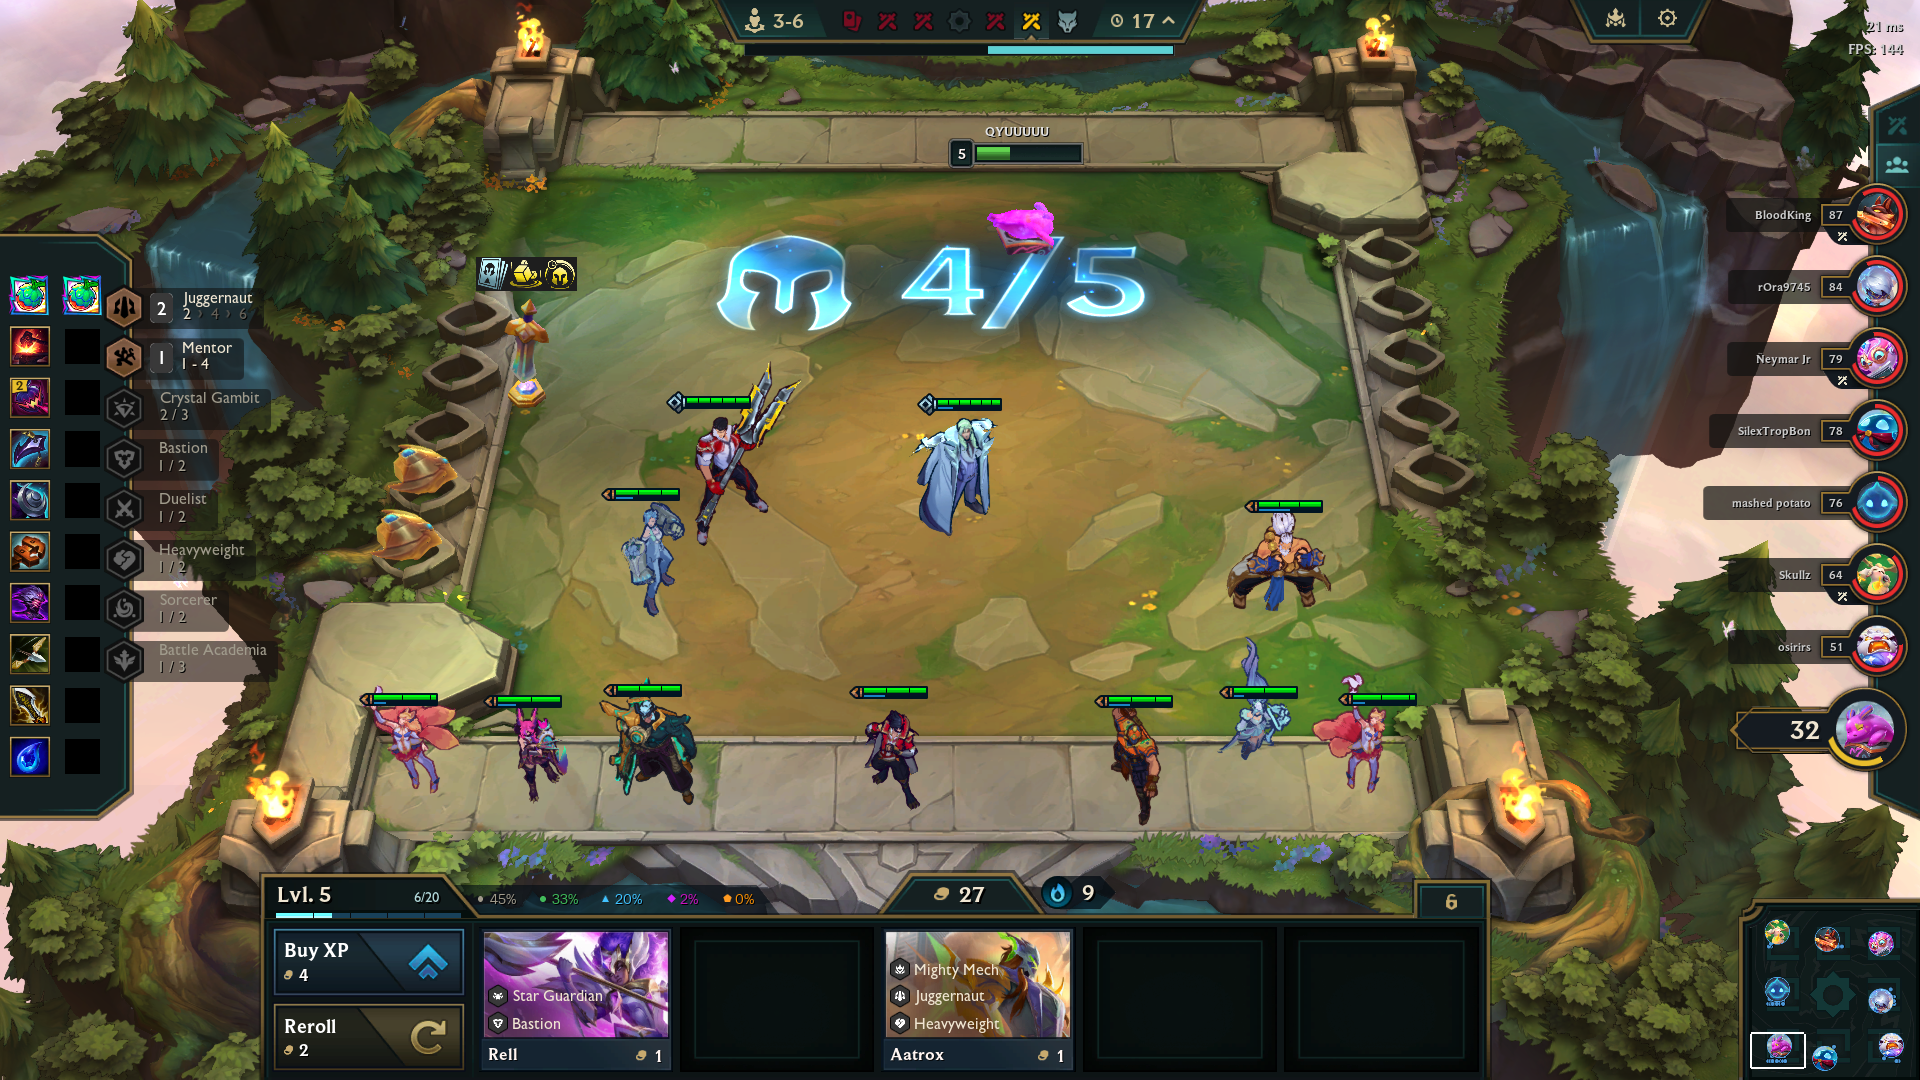 3-6
17
21 ms
FPS: 144
QYUUUUU
5
4/5
BloodKing 87
rOra9745 84
Neymar Jr 79
SilexTropBon 78
mashed potato 76
Skullz 64
osirirs 51
32
2 Juggernaut
2 › 4 › 6
1 Mentor
1 - 4
Crystal Gambit
2 / 3
Bastion
1 / 2
Duelist
1 / 2
Heavyweight
1 / 2
Sorcerer
1 / 2
Battle Academia
1 / 3
2
Lvl. 5 6/20
45% 33% 20% 2% 0%
27
9
6
Buy XP
4
Reroll
2
Star Guardian
Bastion
Rell 1
Mighty Mech
Juggernaut
Heavyweight
Aatrox 1